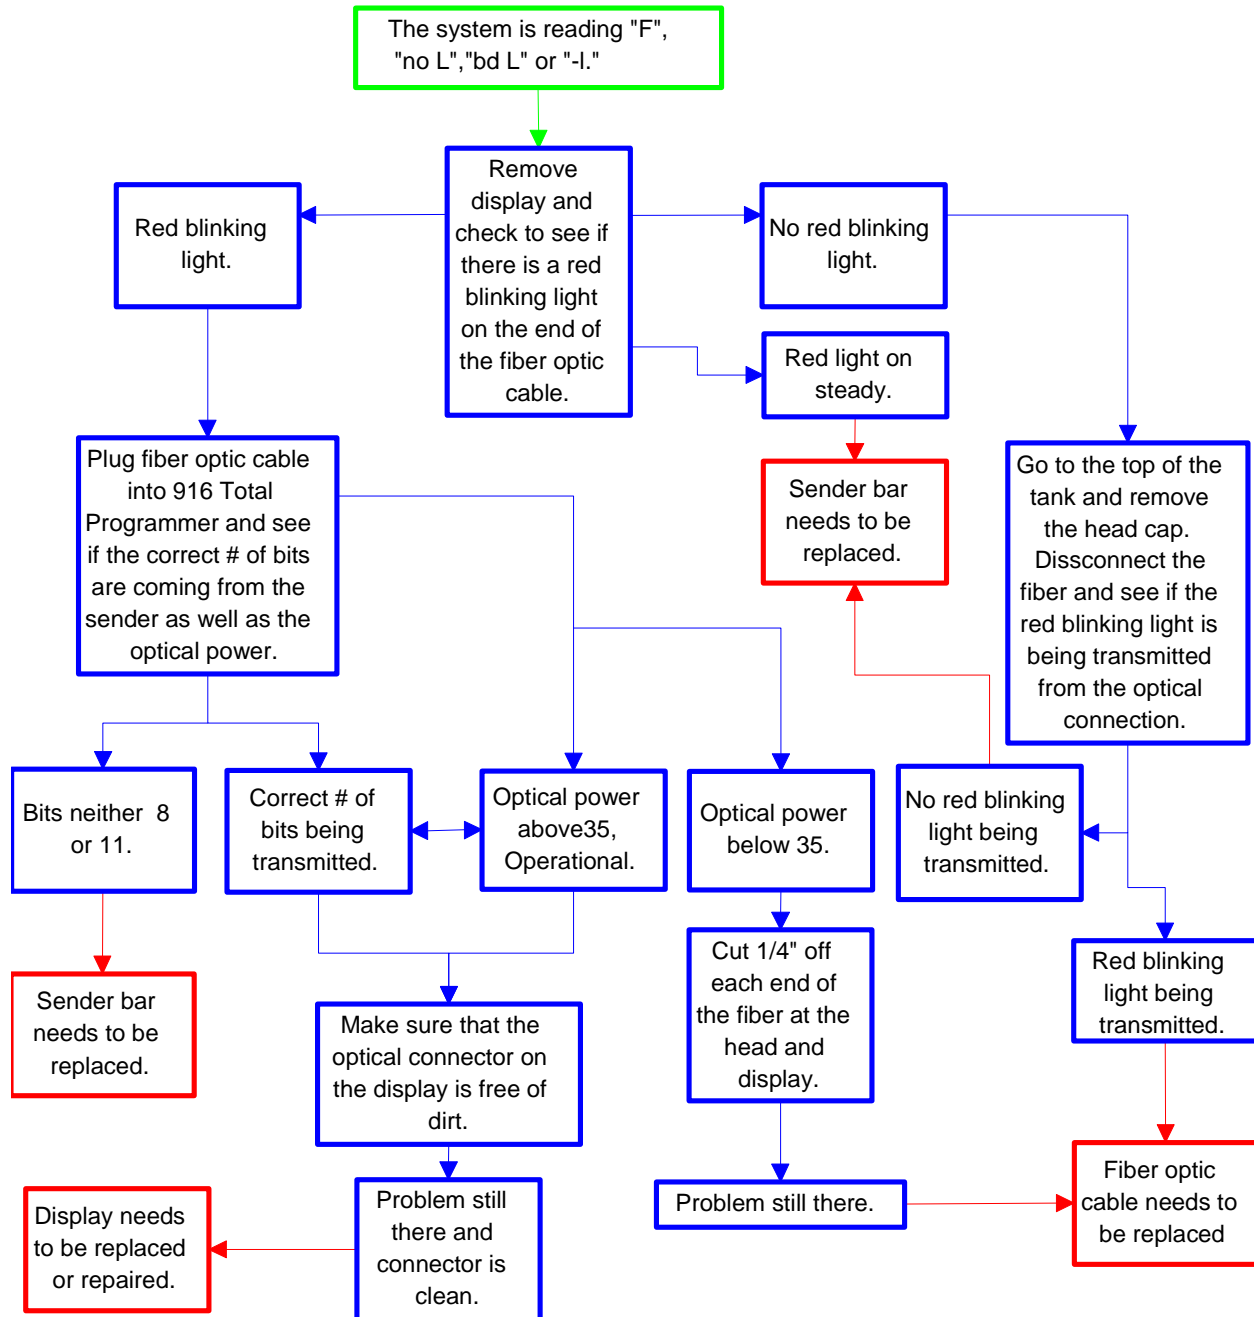 The system is reading "F",
"no L","bd L" or "-l."
Remove
display and
check to see if
there is a red
blinking light
on the end of
the fiber optic
cable.
Red blinking
light.
No red blinking
light.
Red light on
steady.
Plug fiber optic cable
into 916 Total
Programmer and see
if the correct # of bits
are coming from the
sender as well as the
optical power.
Sender bar
needs to be
replaced.
Go to the top of the
tank and remove
the head cap.
Dissconnect the
fiber and see if the
red blinking light is
being transmitted
from the optical
connection.
Bits neither 8
or 11.
Correct # of
bits being
transmitted.
Optical power
above35,
Operational.
Optical power
below 35.
No red blinking
light being
transmitted.
Sender bar
needs to be
replaced.
Make sure that the
optical connector on
the display is free of
dirt.
Cut 1/4" off
each end of
the fiber at the
head and
display.
Red blinking
light being
transmitted.
Display needs
to be replaced
or repaired.
Problem still
there and
connector is
clean.
Problem still there.
Fiber optic
cable needs to
be replaced